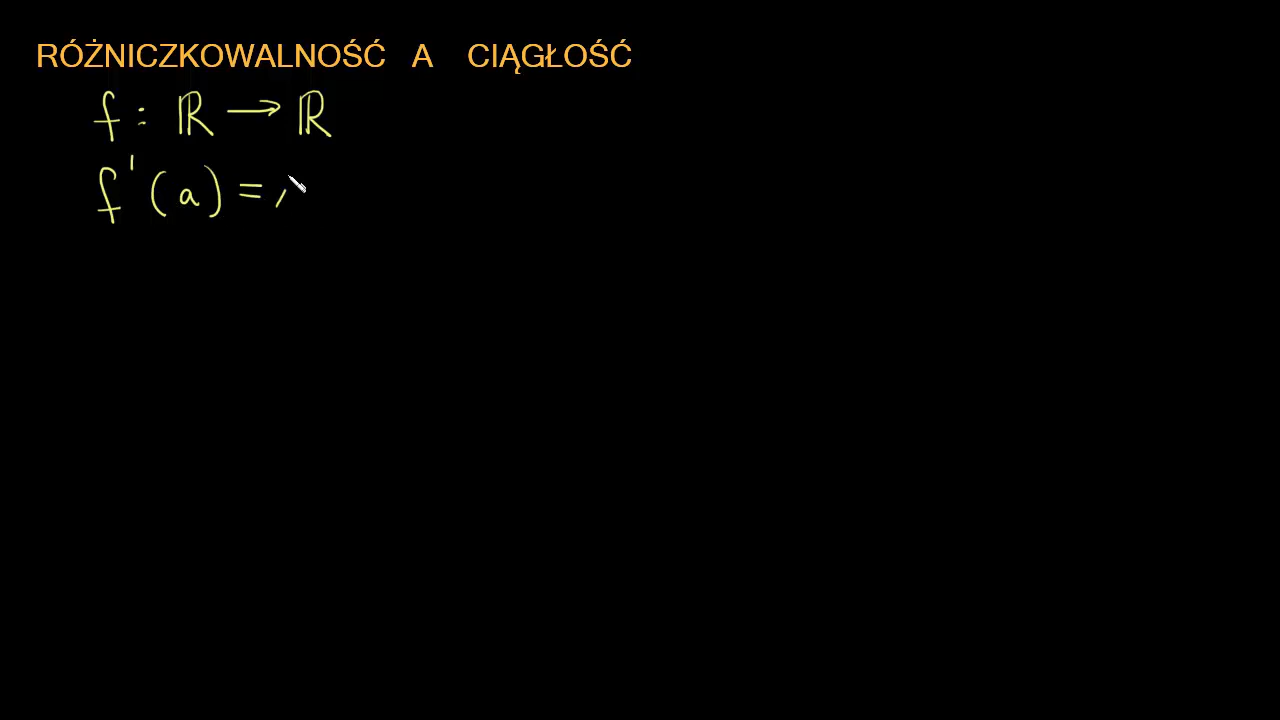 RÓŻNICZKOWALNOŚĆ A CIĄGŁOŚĆ
f : ℝ → ℝ
f'(a) =